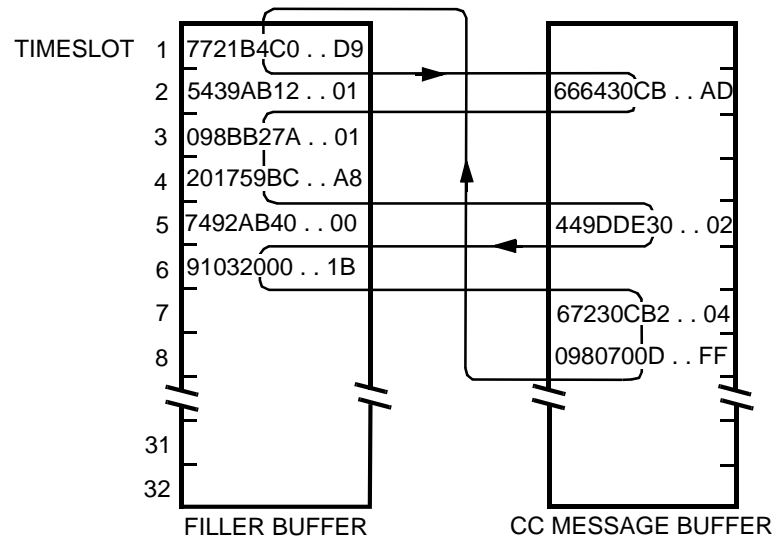 TIMESLOT 1 7721B4C0 . . D9
2 5439AB12 . . 01 666430CB . . AD
3 098BB27A . . 01
4 201759BC . . A8
5 7492AB40 . . 00 449DDE30 . . 02
6 91032000 . . 1B
7 67230CB2 . . 04
8 0980700D . . FF
31
32
FILLER BUFFER CC MESSAGE BUFFER